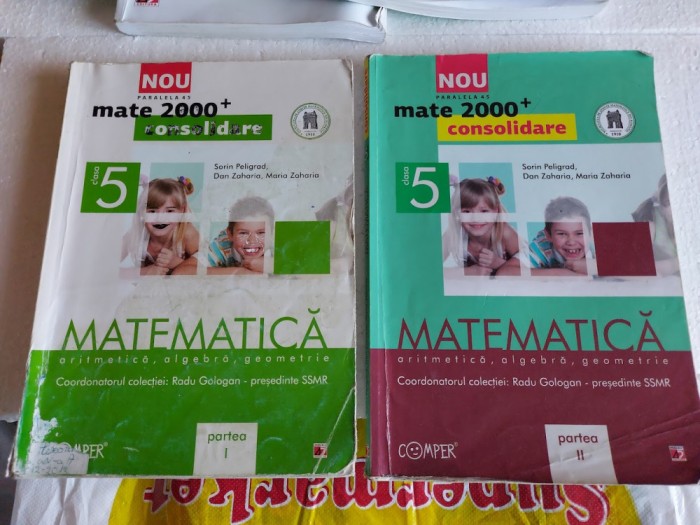 NOU
PARALELA 45
mate 2000+
consolidare
Sorin Peligrad,
Dan Zaharia, Maria Zaharia
clasa
5
MATEMATICĂ
aritmetică, algebră, geometrie
Coordonatorul colecției: Radu Gologan - președinte SSMR
partea
I
NOU
PARALELA 45
mate 2000+
consolidare
Sorin Peligrad,
Dan Zaharia, Maria Zaharia
clasa
5
MATEMATICĂ
aritmetică, algebră, geometrie
Coordonatorul colecției: Radu Gologan - președinte SSMR
COMPER
partea
II
Supermarket